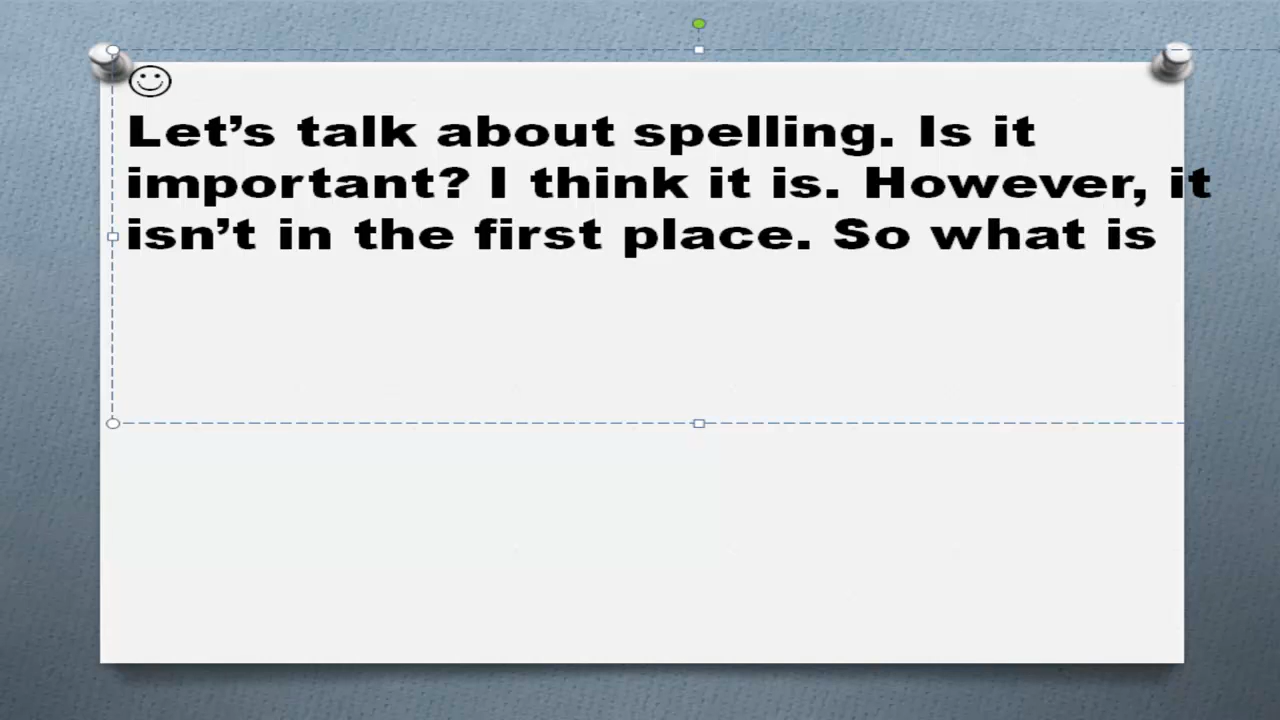 Let’s talk about spelling. Is it
important? I think it is. However, it
isn’t in the first place. So what is